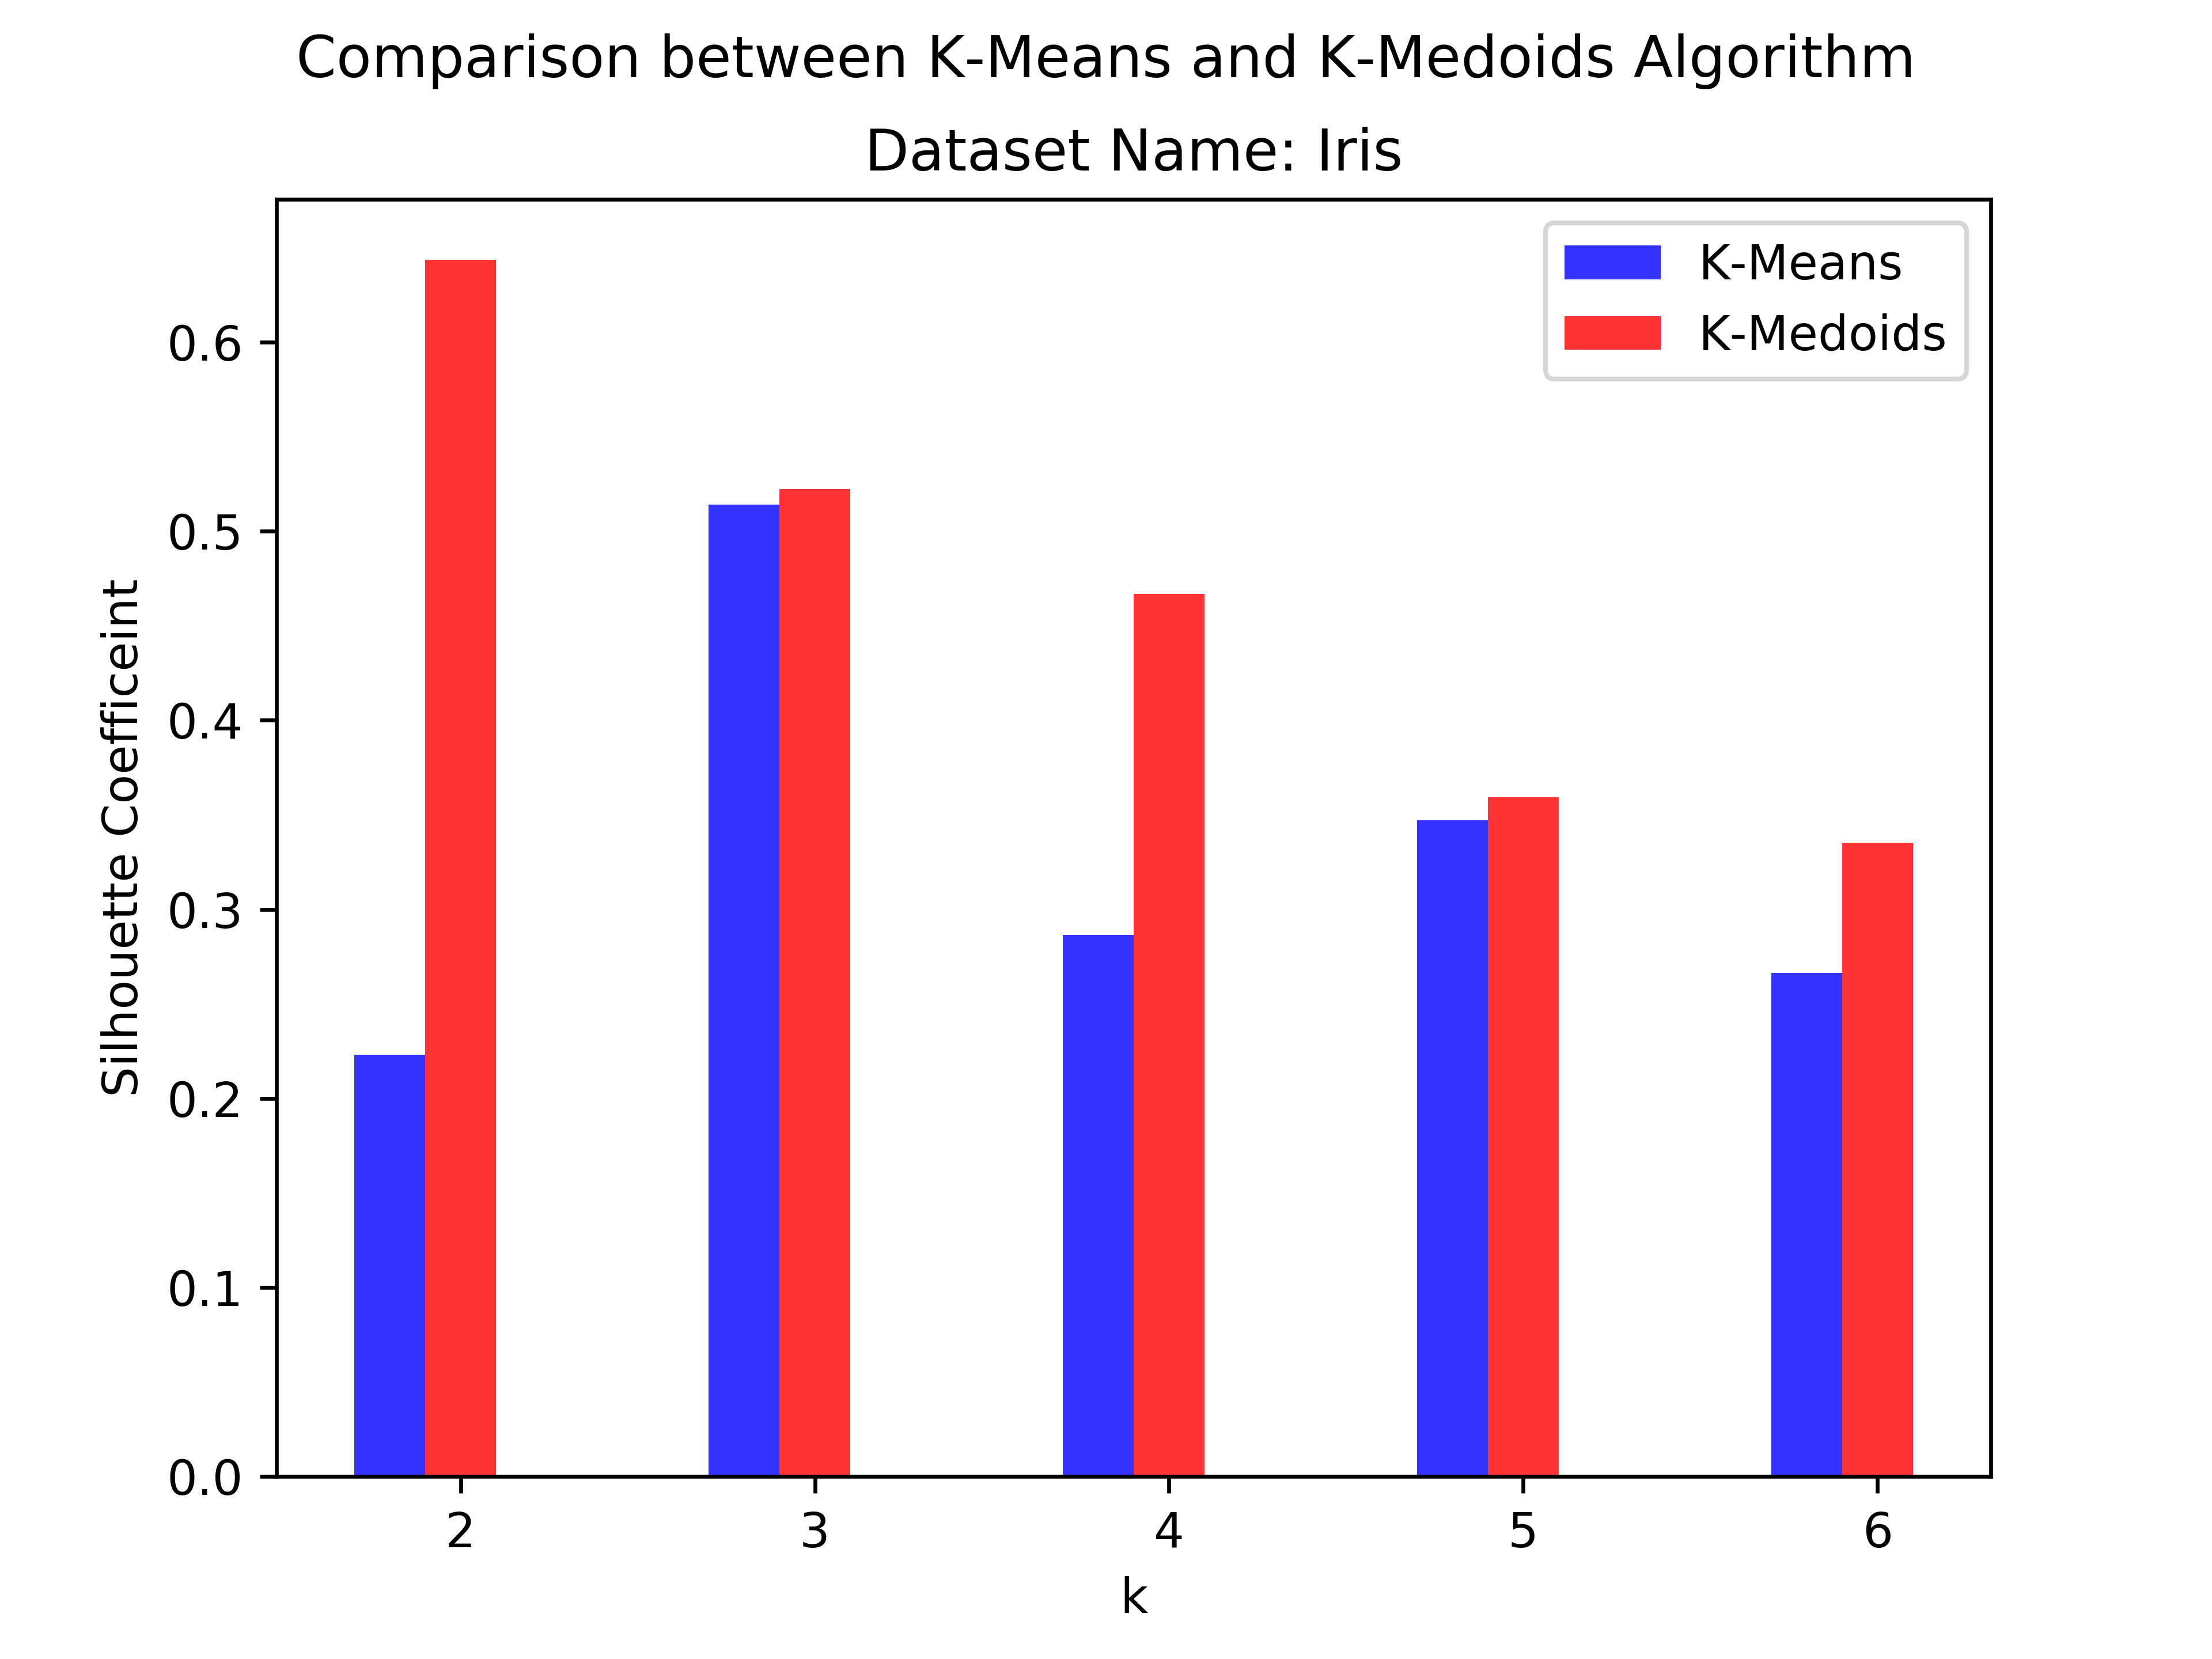 Comparison between K-Means and K-Medoids Algorithm
Dataset Name: Iris
K-Means
K-Medoids
0.6
0.5
0.4
0.3
0.2
0.1
0.0
Silhouette Coefficeint
2 3 4 5 6
k